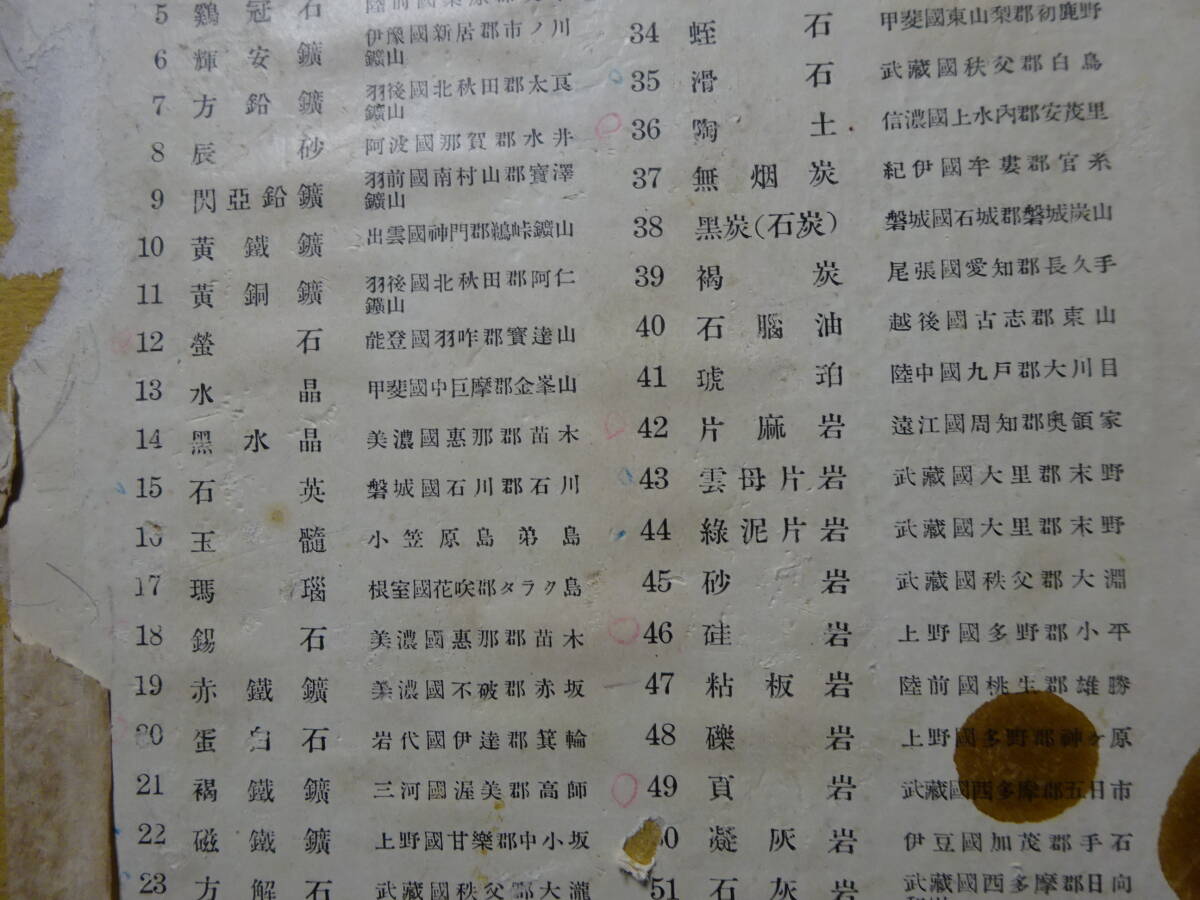 5 鷄冠石 陸前國栗原郡
6 輝安鑛 伊豫國新居郡市ノ川
鑛山
7 方鉛鑛 羽後國北秋田郡太良
鑛山
8 辰砂 阿波國那賀郡水井
9 閃亞鉛鑛 羽前國南村山郡寶澤
鑛山
10 黃鐵鑛 出雲國神門郡鵜峠鑛山
11 黃銅鑛 羽後國北秋田郡阿仁
鑛山
12 螢石 能登國羽咋郡寶達山
13 水晶 甲斐國中巨摩郡金峯山
14 黑水晶 美濃國惠那郡苗木
15 石英 磐城國石川郡石川
16 玉髓 小笠原島弟島
17 瑪瑙 根室國花咲郡タラク島
18 錫石 美濃國惠那郡苗木
19 赤鐵鑛 美濃國不破郡赤坂
20 蛋白石 岩代國伊達郡箕輪
21 褐鐵鑛 三河國渥美郡高師
22 磁鐵鑛 上野國甘樂郡中小坂
23 方解石 武藏國秩父郡大瀧
34 蛭石 甲斐國東山梨郡初鹿野
35 滑石 武藏國秩父郡白鳥
36 陶土 信濃國上水內郡安茂里
37 無烟炭 紀伊國牟婁郡宮糸
38 黑炭(石炭) 磐城國石城郡磐城炭山
39 褐炭 尾張國愛知郡長久手
40 石腦油 越後國古志郡東山
41 琥珀 陸中國九戶郡大川目
42 片麻岩 遠江國周知郡奧領家
43 雲母片岩 武藏國大里郡末野
44 綠泥片岩 武藏國大里郡末野
45 砂岩 武藏國秩父郡大淵
46 硅岩 上野國多野郡小平
47 粘板岩 陸前國桃生郡雄勝
48 礫岩 上野國多野郡神ヶ原
49 頁岩 武藏國西多摩郡五日市
50 凝灰岩 伊豆國加茂郡手石
51 石灰岩 武藏國西多摩郡日向